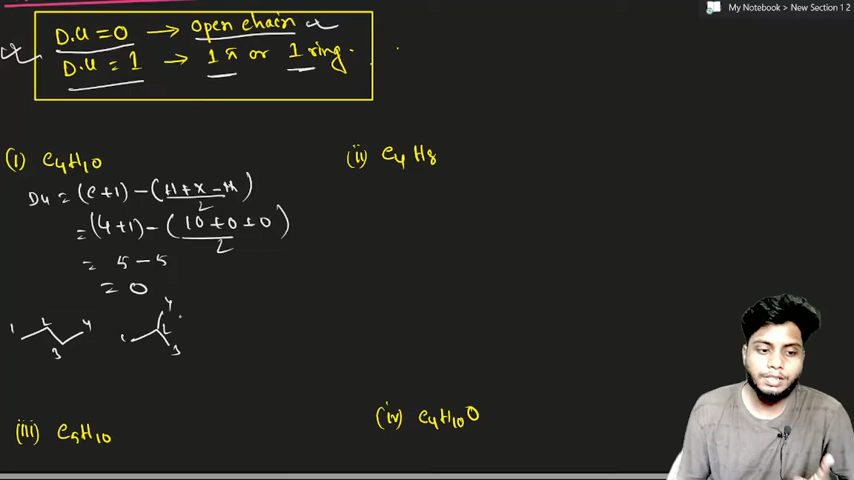 My Notebook > New Section 1 2
D.U = 0 → open chain
D.U = 1 → 1 π or 1 ring.
(i) C₄H₁₀
(ii) C₄H₈
DU = (C+1) - (H+X-N / 2)
= (4+1) - (10+0+0 / 2)
= 5 - 5
= 0
1 2 3 4
1 2 3 4
(iii) C₅H₁₀
(iv) C₄H₁₀O